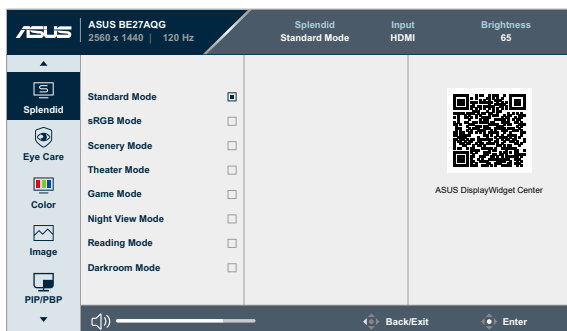 ASUS
ASUS BE27AQG
2560 x 1440 | 120 Hz
Splendid
Standard Mode
Input
HDMI
Brightness
65
Splendid
Eye Care
Color
Image
PIP/PBP
Standard Mode
sRGB Mode
Scenery Mode
Theater Mode
Game Mode
Night View Mode
Reading Mode
Darkroom Mode
ASUS DisplayWidget Center
Back/Exit
Enter